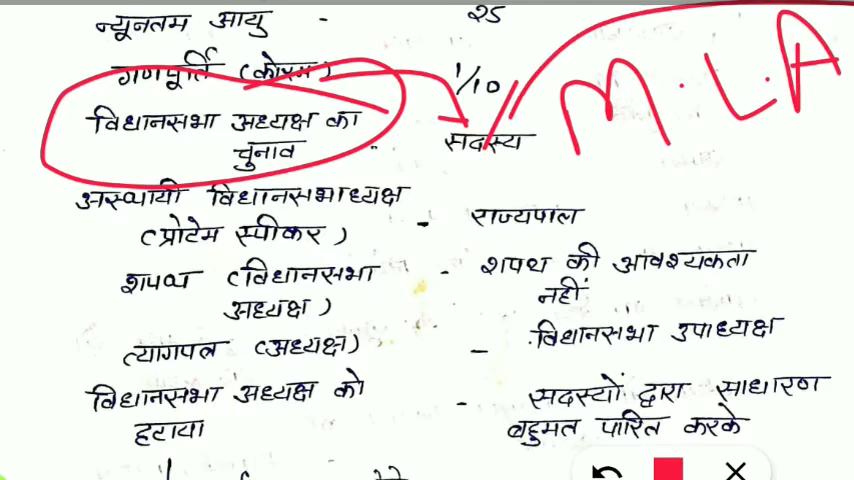 न्यूनतम आयु - २५
गणपूर्ति (कोरम) 1/10
विधानसभा अध्यक्ष का
चुनाव - सदस्य M.L.A
अस्थायी विधानसभाध्यक्ष
(प्रोटेम स्पीकर) - राज्यपाल
शपथ (विधानसभा - शपथ की आवश्यकता
अध्यक्ष) नहीं
त्यागपत्र (अध्यक्ष) - विधानसभा उपाध्यक्ष
विधानसभा अध्यक्ष को - सदस्यों द्वारा साधारण
हटाया बहुमत पारित करके